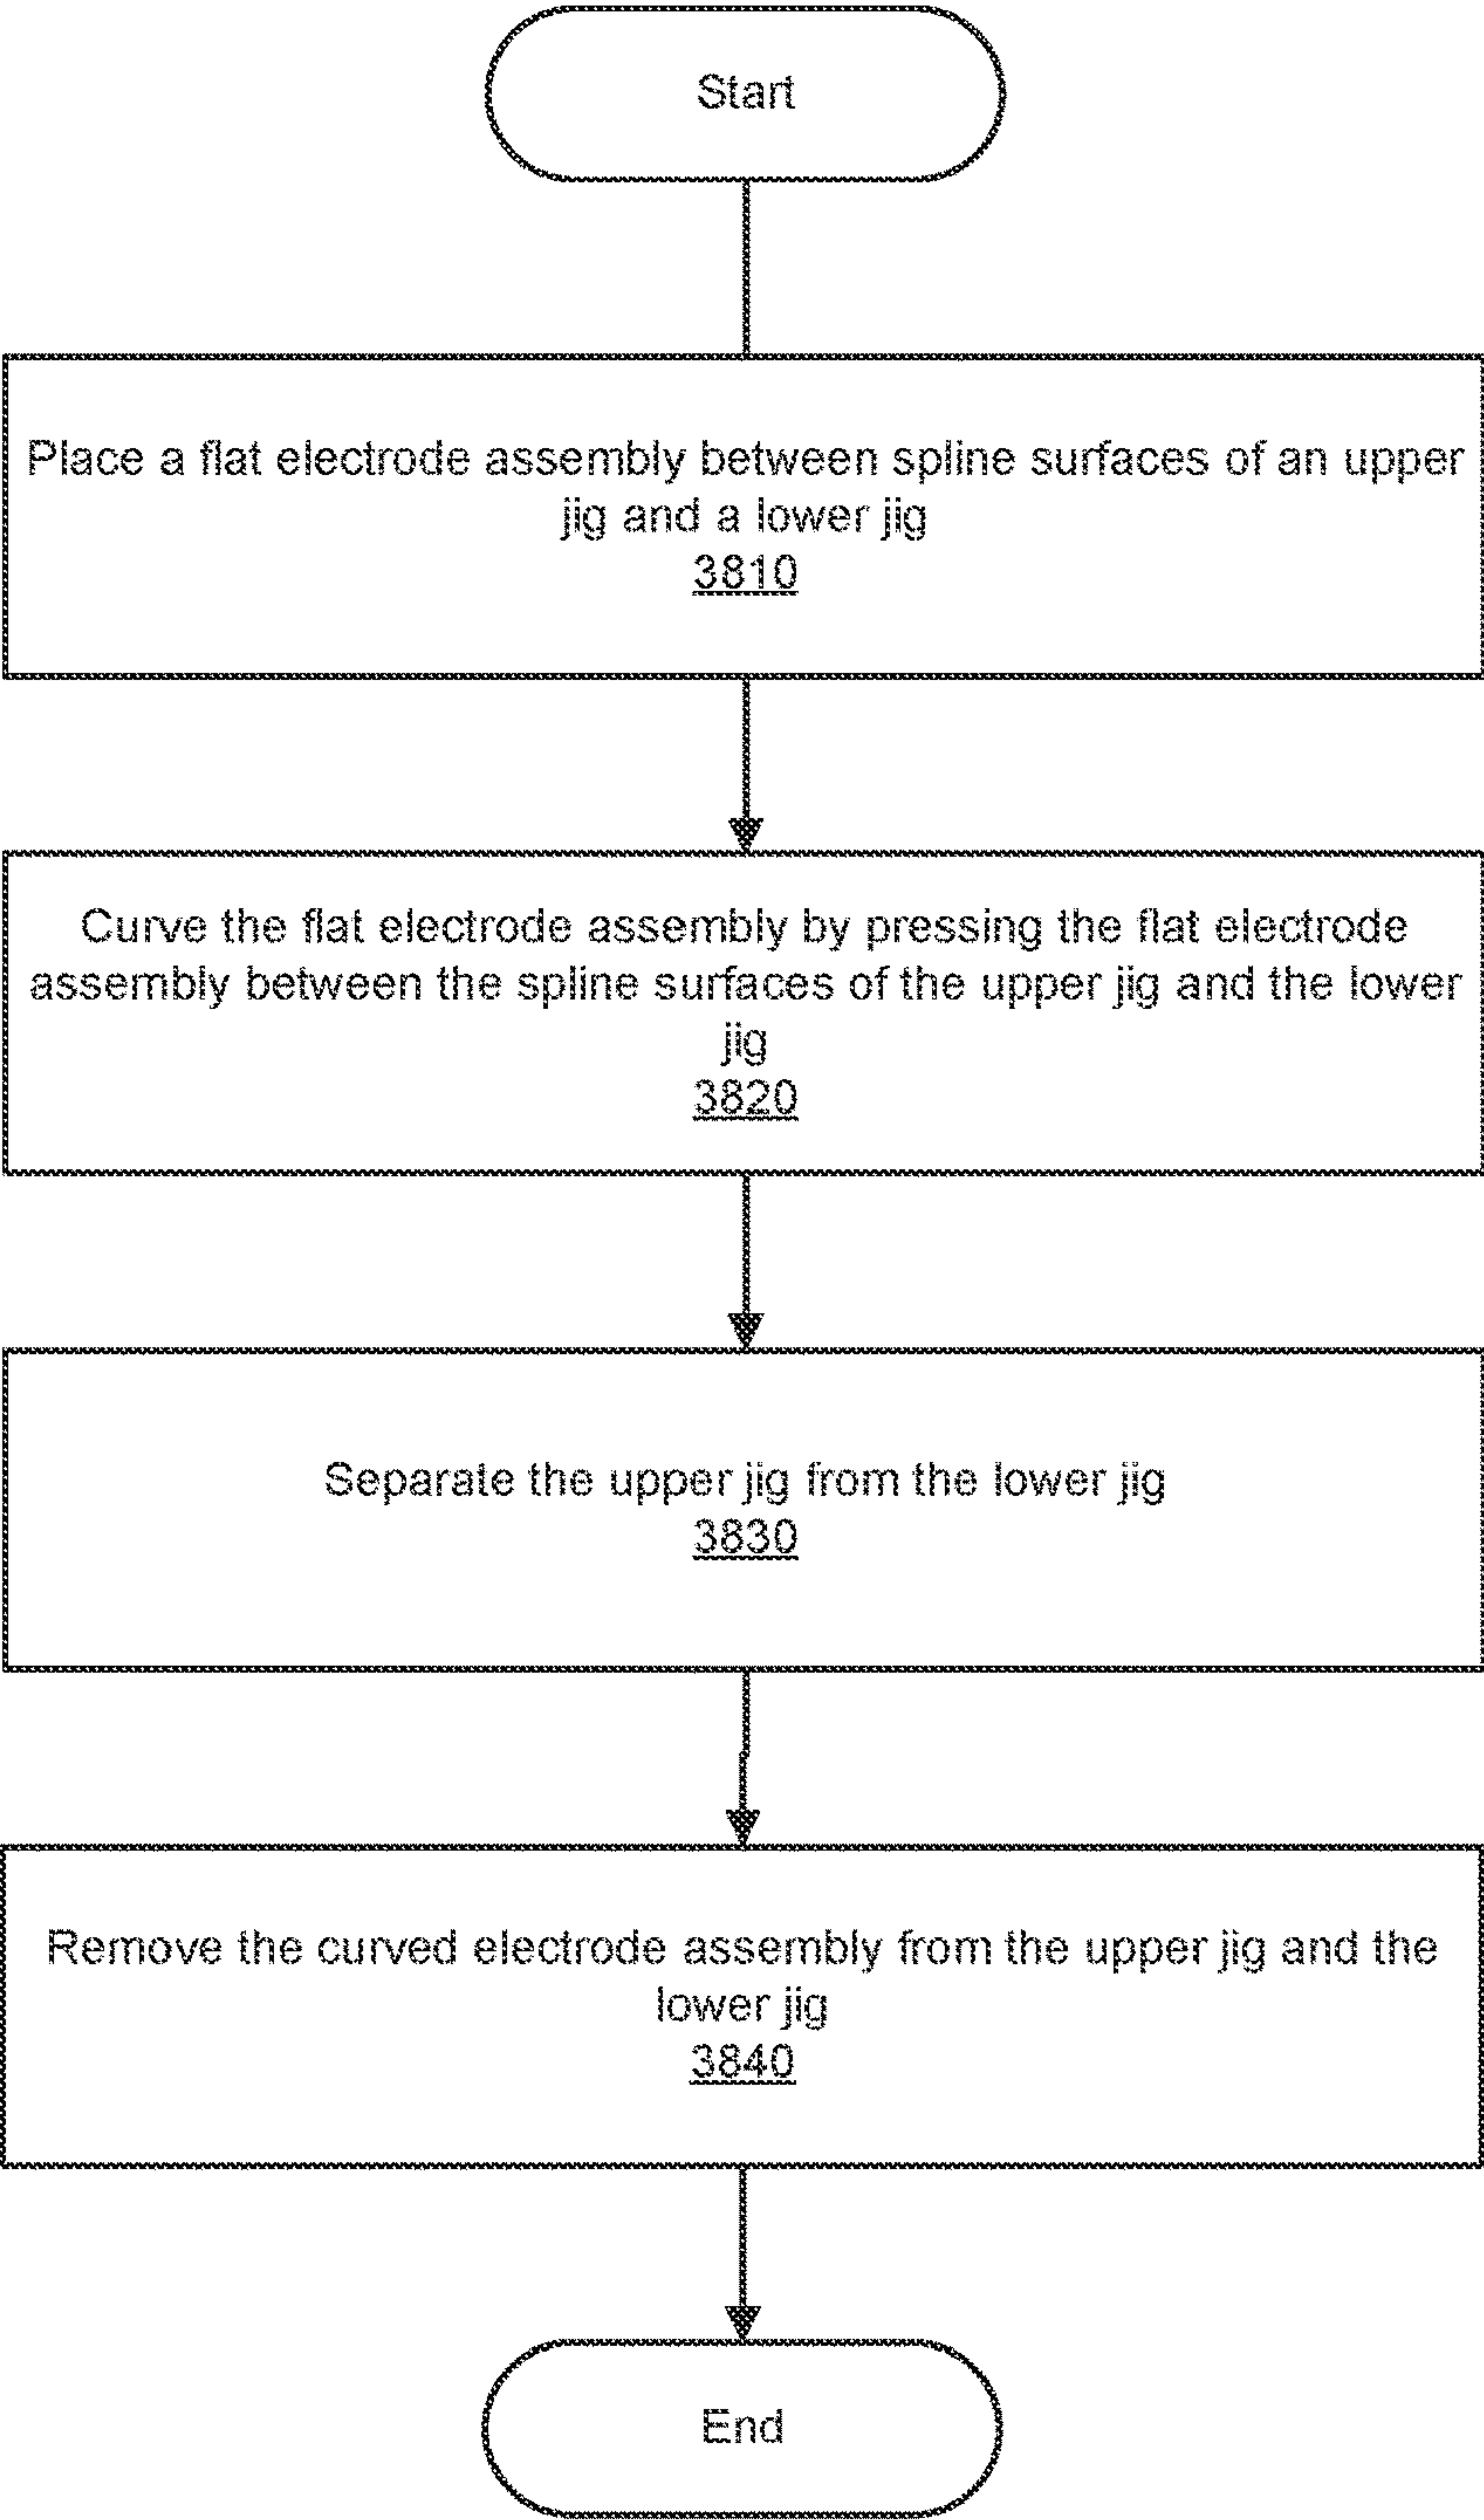 Start
Place a flat electrode assembly between spline surfaces of an upper
jig and a lower jig
3810
Curve the flat electrode assembly by pressing the flat electrode
assembly between the spline surfaces of the upper jig and the lower
jig
3820
Separate the upper jig from the lower jig
3830
Remove the curved electrode assembly from the upper jig and the
lower jig
3840
End